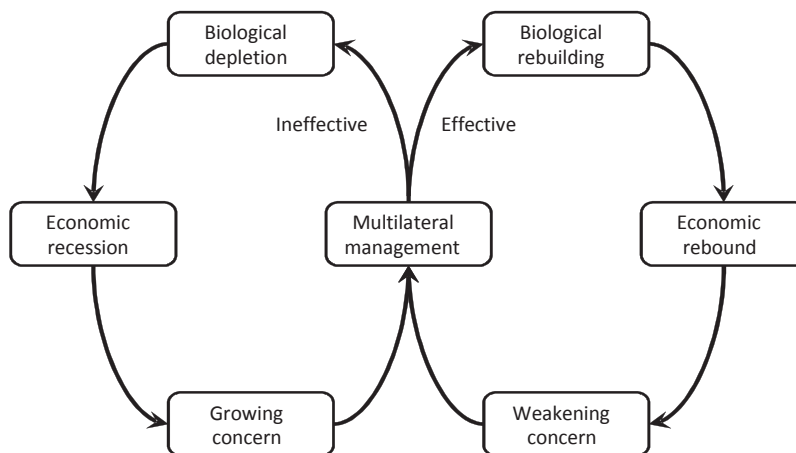 Biological
depletion
Biological
rebuilding
Ineffective
Effective
Economic
recession
Multilateral
management
Economic
rebound
Growing
concern
Weakening
concern